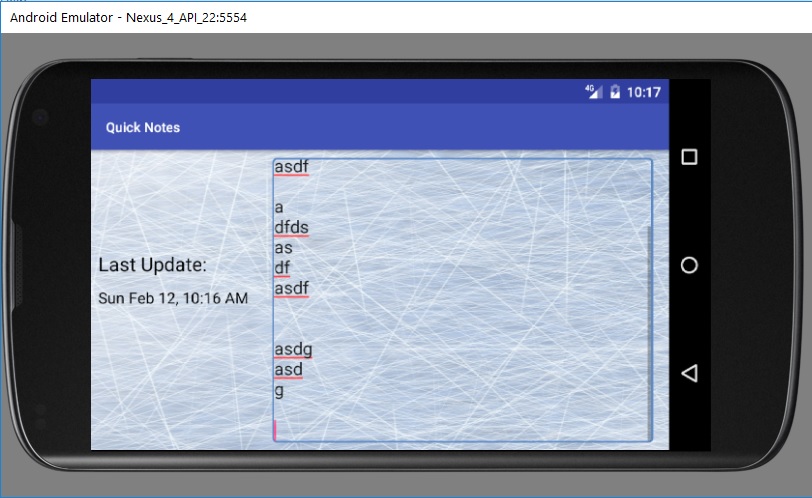 Android Emulator - Nexus_4_API_22:5554
4G 10:17
Quick Notes
Last Update:
Sun Feb 12, 10:16 AM
asdf
a
dfds
as
df
asdf
asdg
asd
g